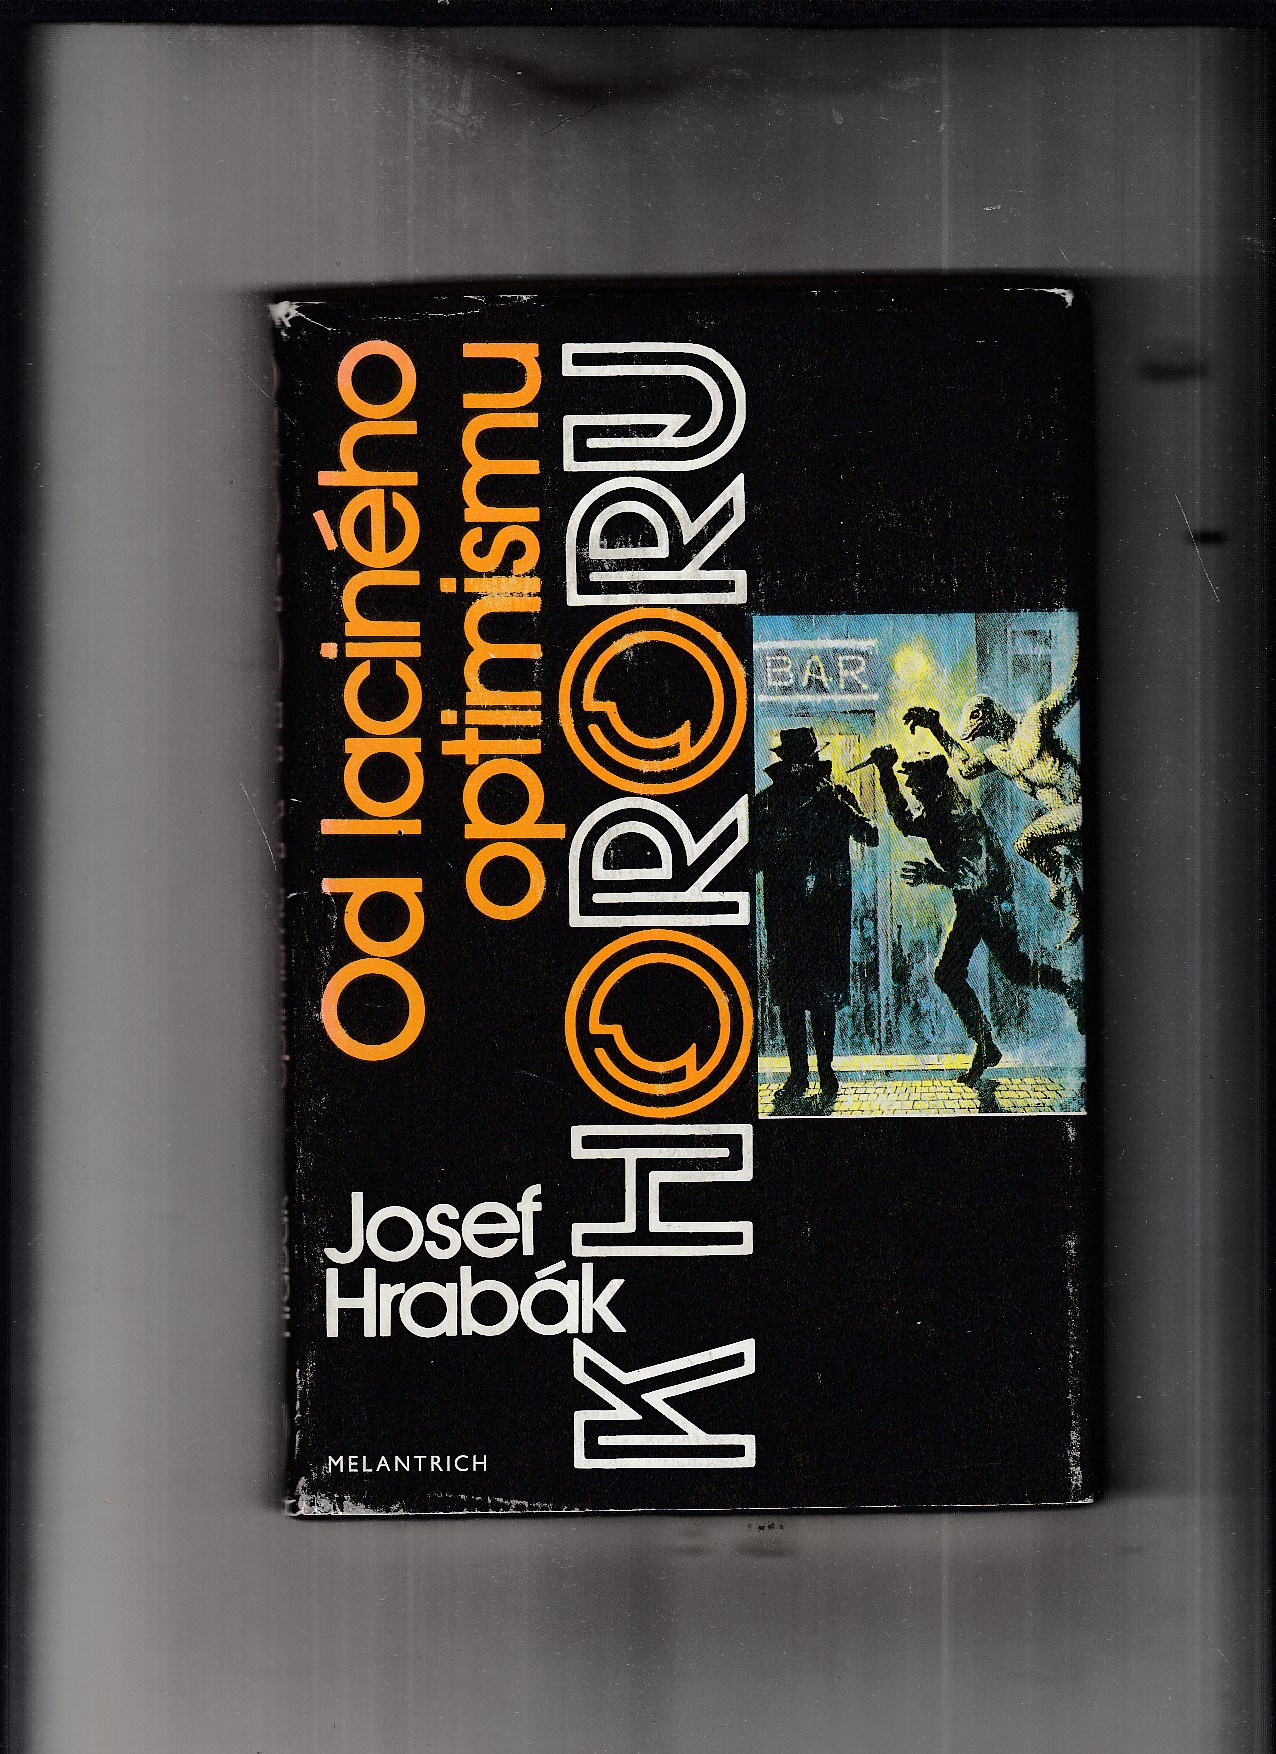 Josef
Hrabák
Od laciného
optimismu
K HORORU
BAR
MELANTRICH